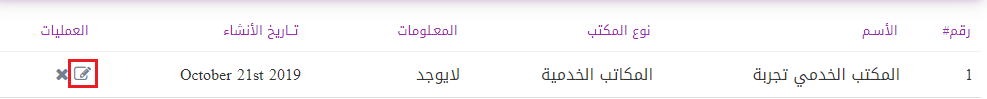 رقم# الأسم نوع المكتب المعلومات تاريخ الأنشاء العمليات
1 المكتب الخدمي تجربة المكاتب الخدمية لايوجد October 21st 2019